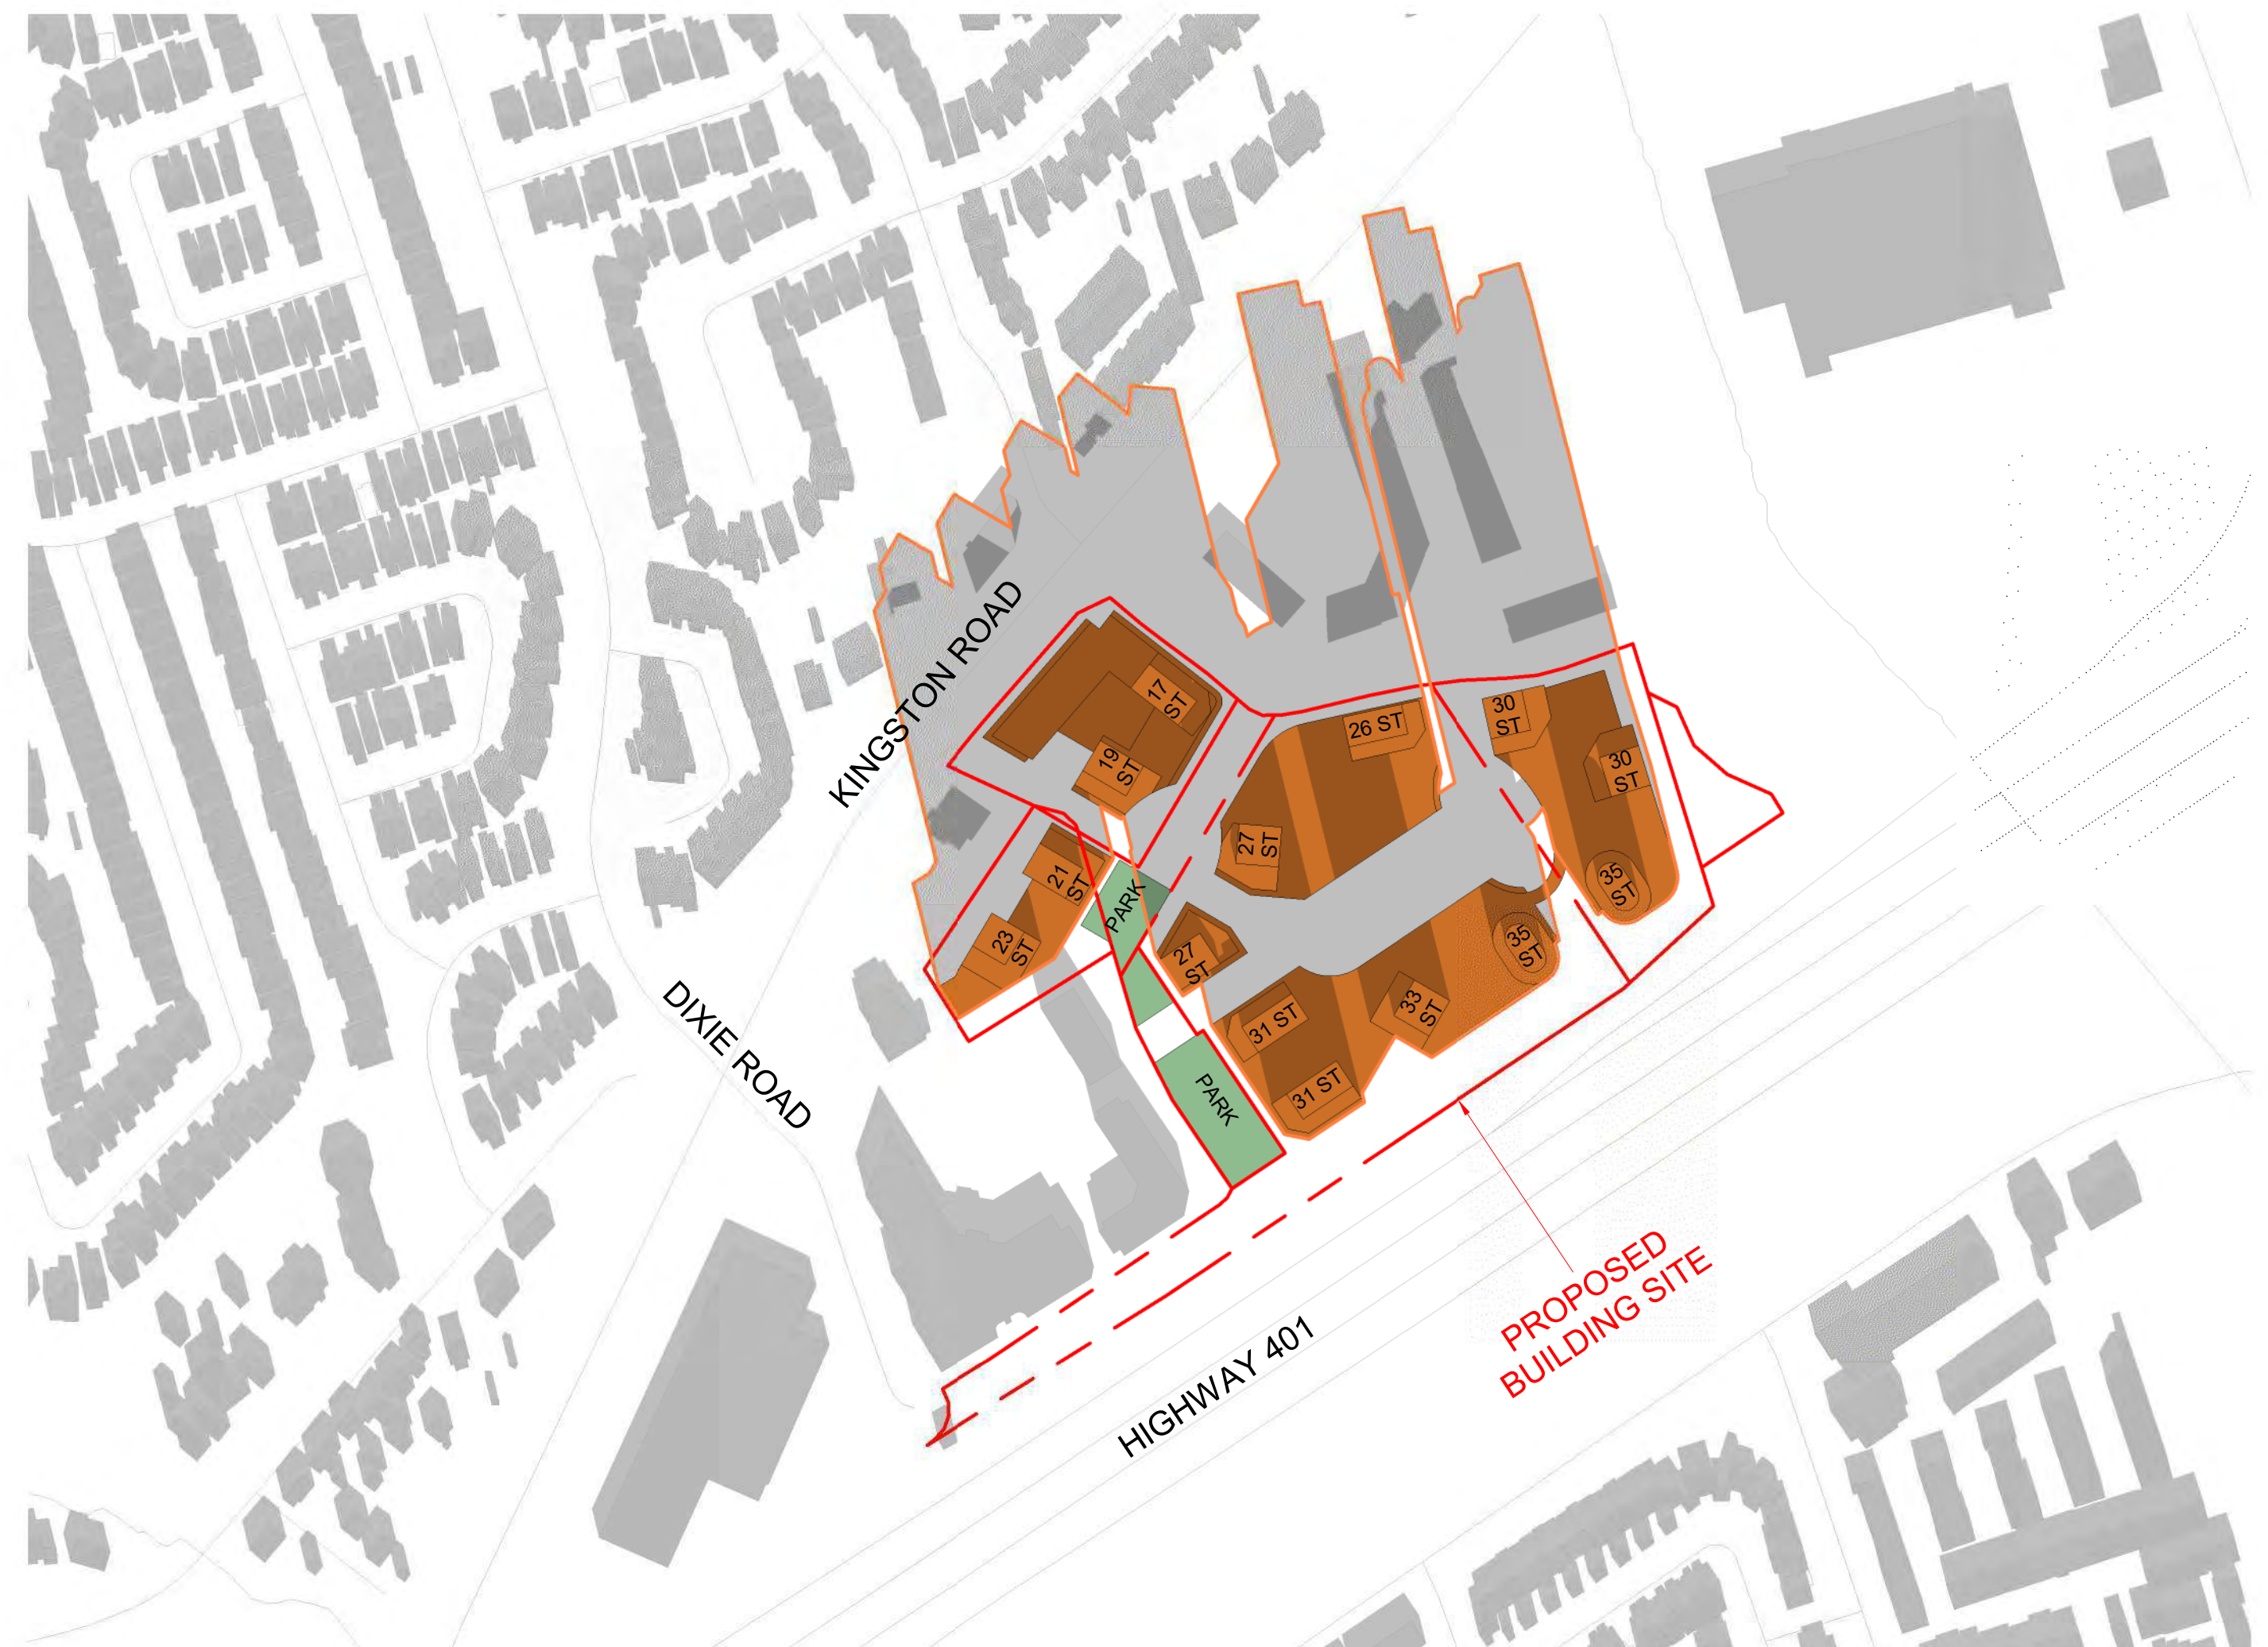 KINGSTON ROAD
17
ST
19
ST
26 ST
30
ST
30
ST
27
ST
21
ST
PARK
35
ST
23
ST
27
ST
35
ST
31 ST
33
ST
DIXIE ROAD
PARK
31 ST
PROPOSED
BUILDING SITE
HIGHWAY 401